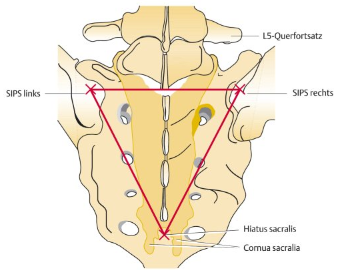 L5-Querfortsatz
SIPS links
SIPS rechts
Hiatus sacralis
Cornua sacralia